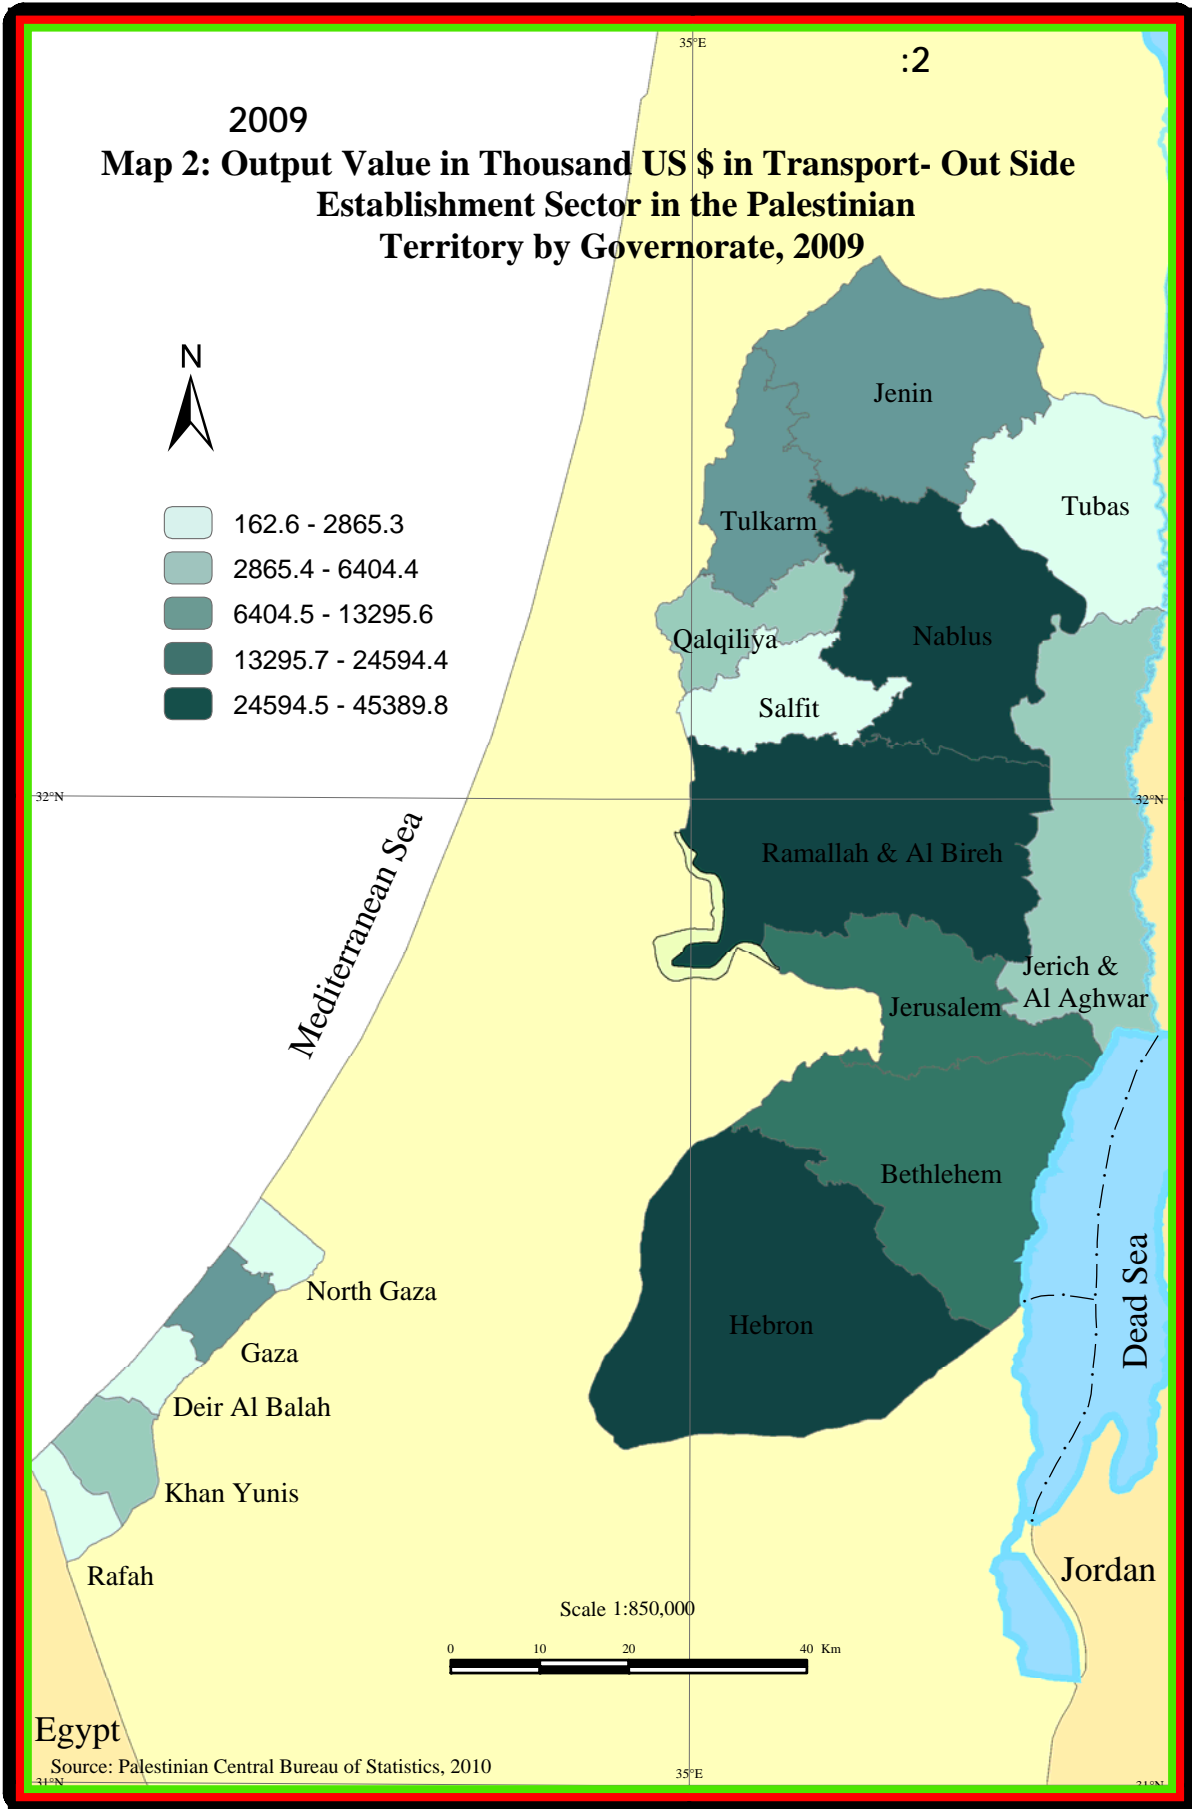 35°E
:2
2009
Map 2: Output Value in Thousand US $ in Transport- Out Side
Establishment Sector in the Palestinian
Territory by Governorate, 2009
N
Jenin
162.6 - 2865.3
2865.4 - 6404.4
6404.5 - 13295.6
13295.7 - 24594.4
24594.5 - 45389.8
Tubas
Tulkarm
Qalqiliya
Nablus
Salfit
32°N
32°N
Mediterranean Sea
Ramallah & Al Bireh
Jerich &
Al Aghwar
Jerusalem
Bethlehem
Dead Sea
North Gaza
Hebron
Gaza
Deir Al Balah
Khan Yunis
Rafah
Jordan
Scale 1:850,000
0 10 20 40 Km
Egypt
Source: Palestinian Central Bureau of Statistics, 2010
35°E
31°N
31°N